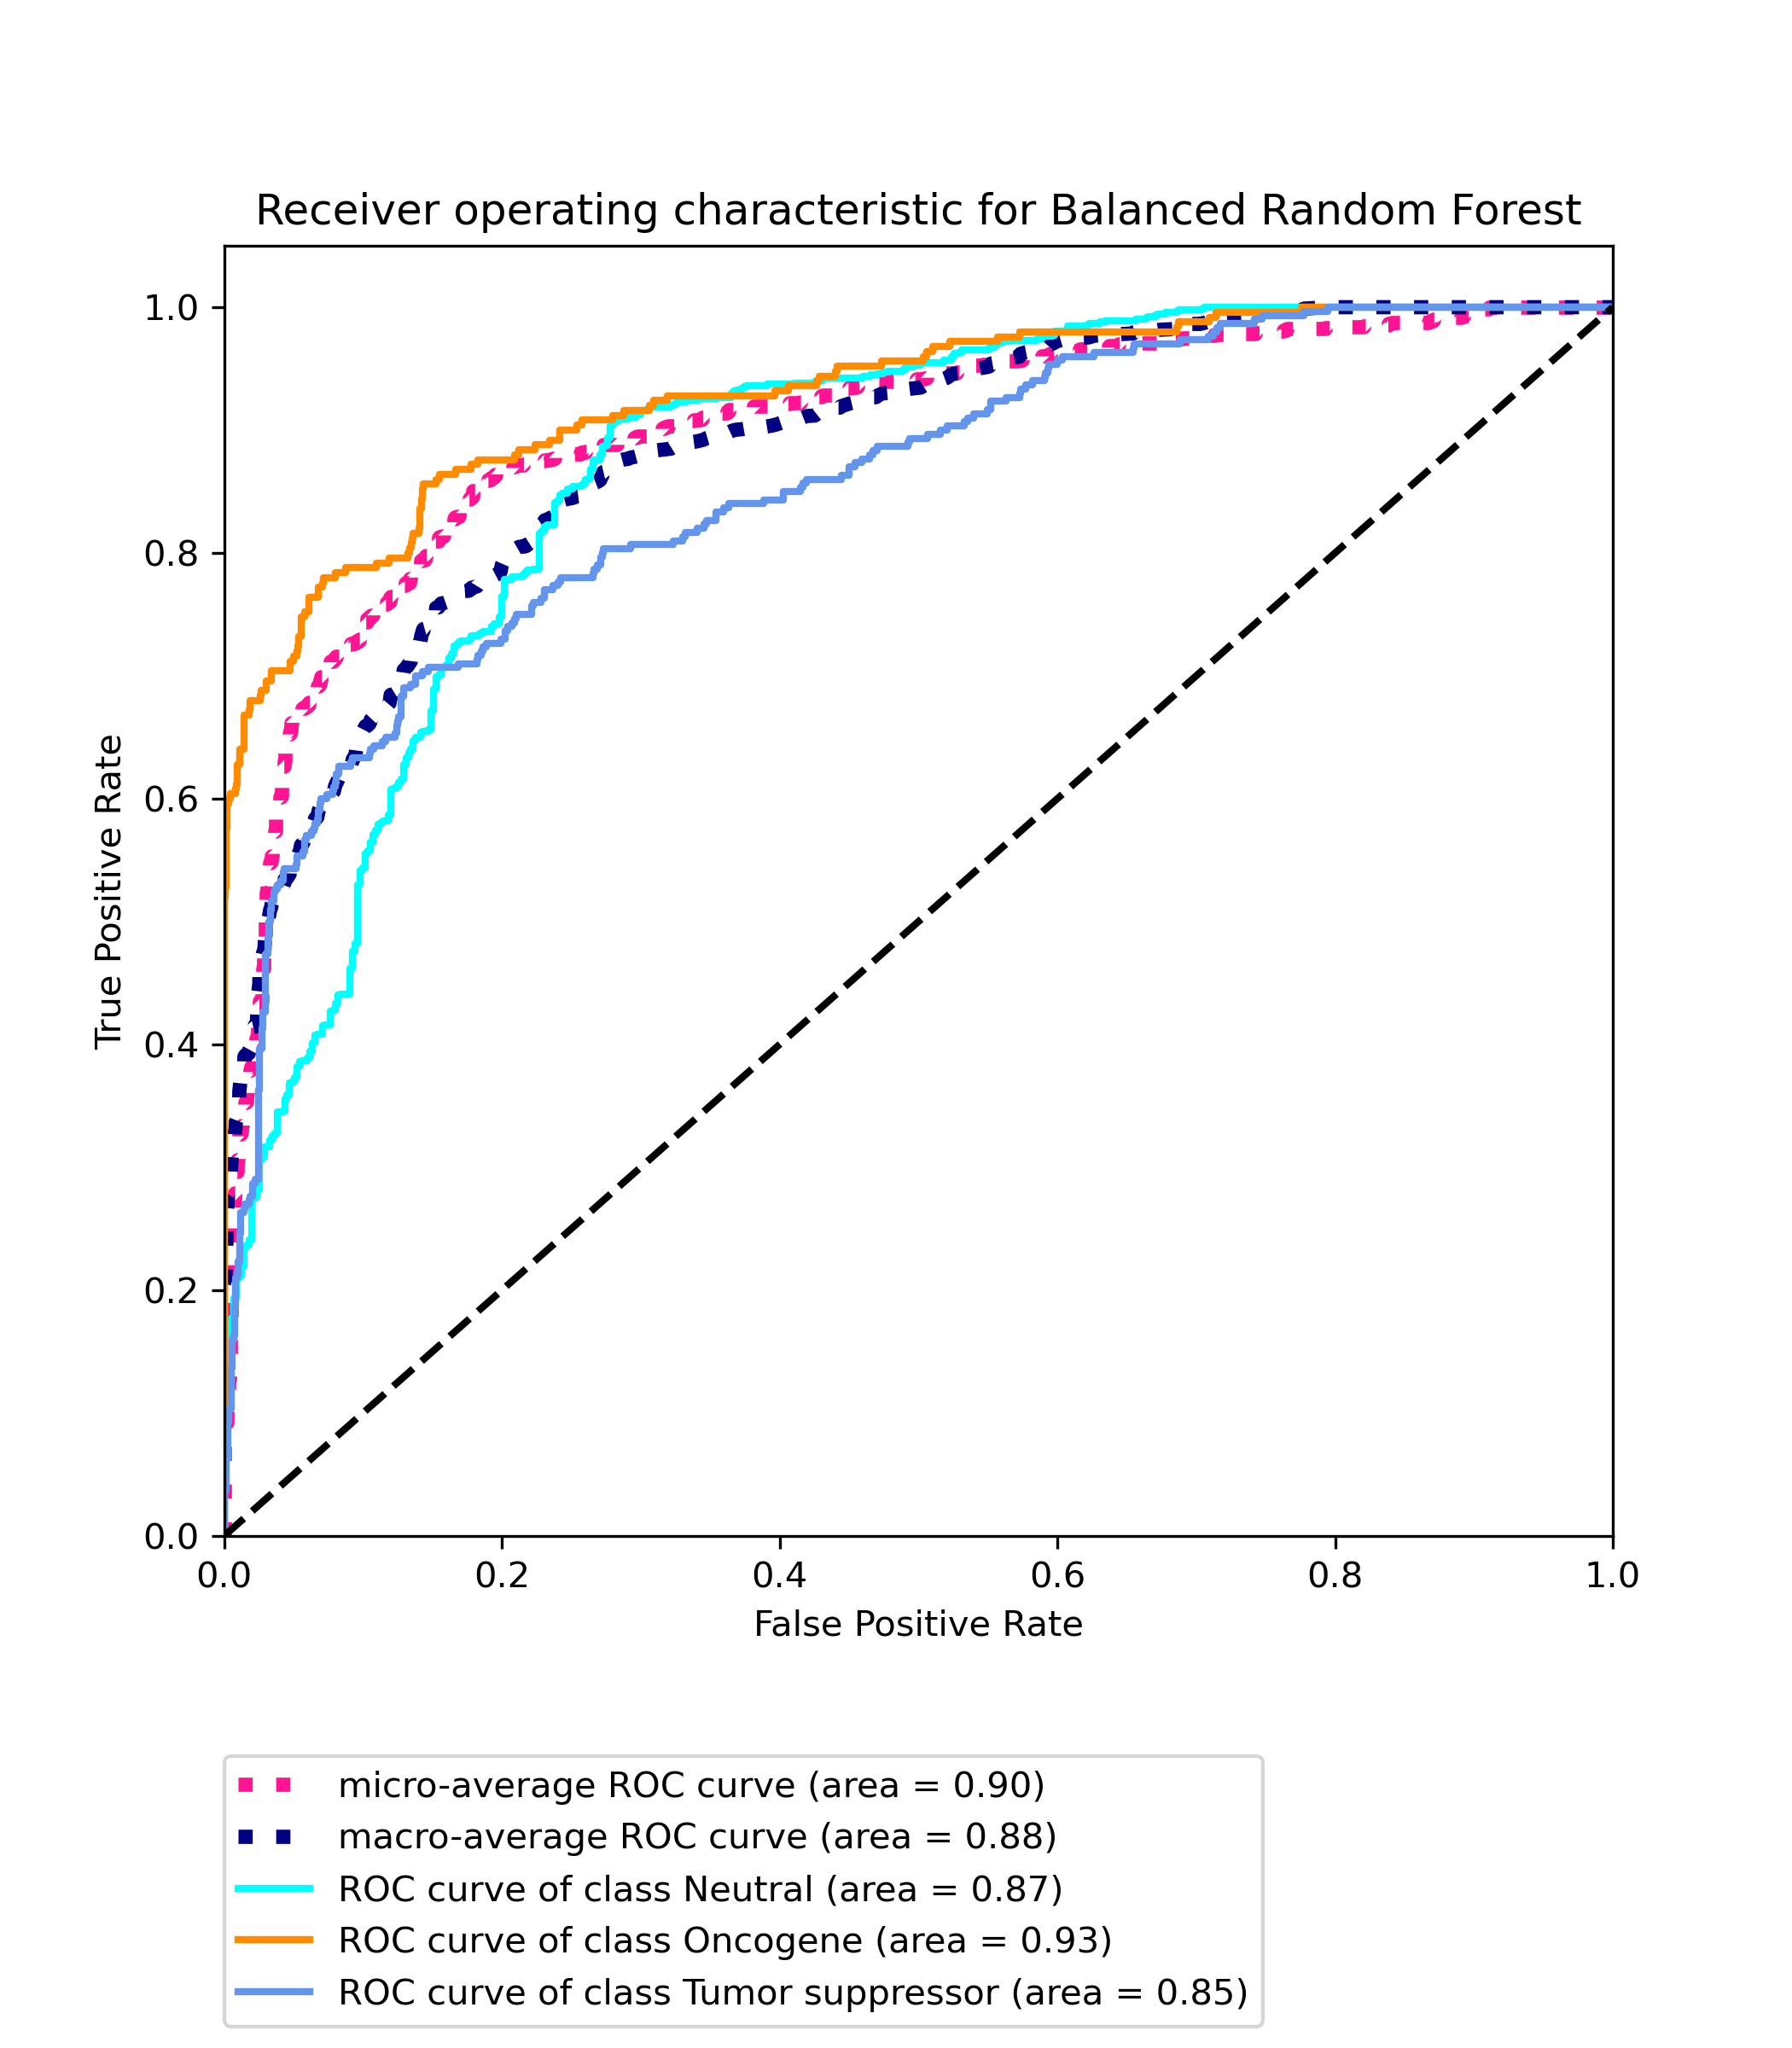 Receiver operating characteristic for Balanced Random Forest
1.0
0.8
0.6
0.4
0.2
0.0
True Positive Rate
0.0 0.2 0.4 0.6 0.8 1.0
False Positive Rate
micro-average ROC curve (area = 0.90)
macro-average ROC curve (area = 0.88)
ROC curve of class Neutral (area = 0.87)
ROC curve of class Oncogene (area = 0.93)
ROC curve of class Tumor suppressor (area = 0.85)